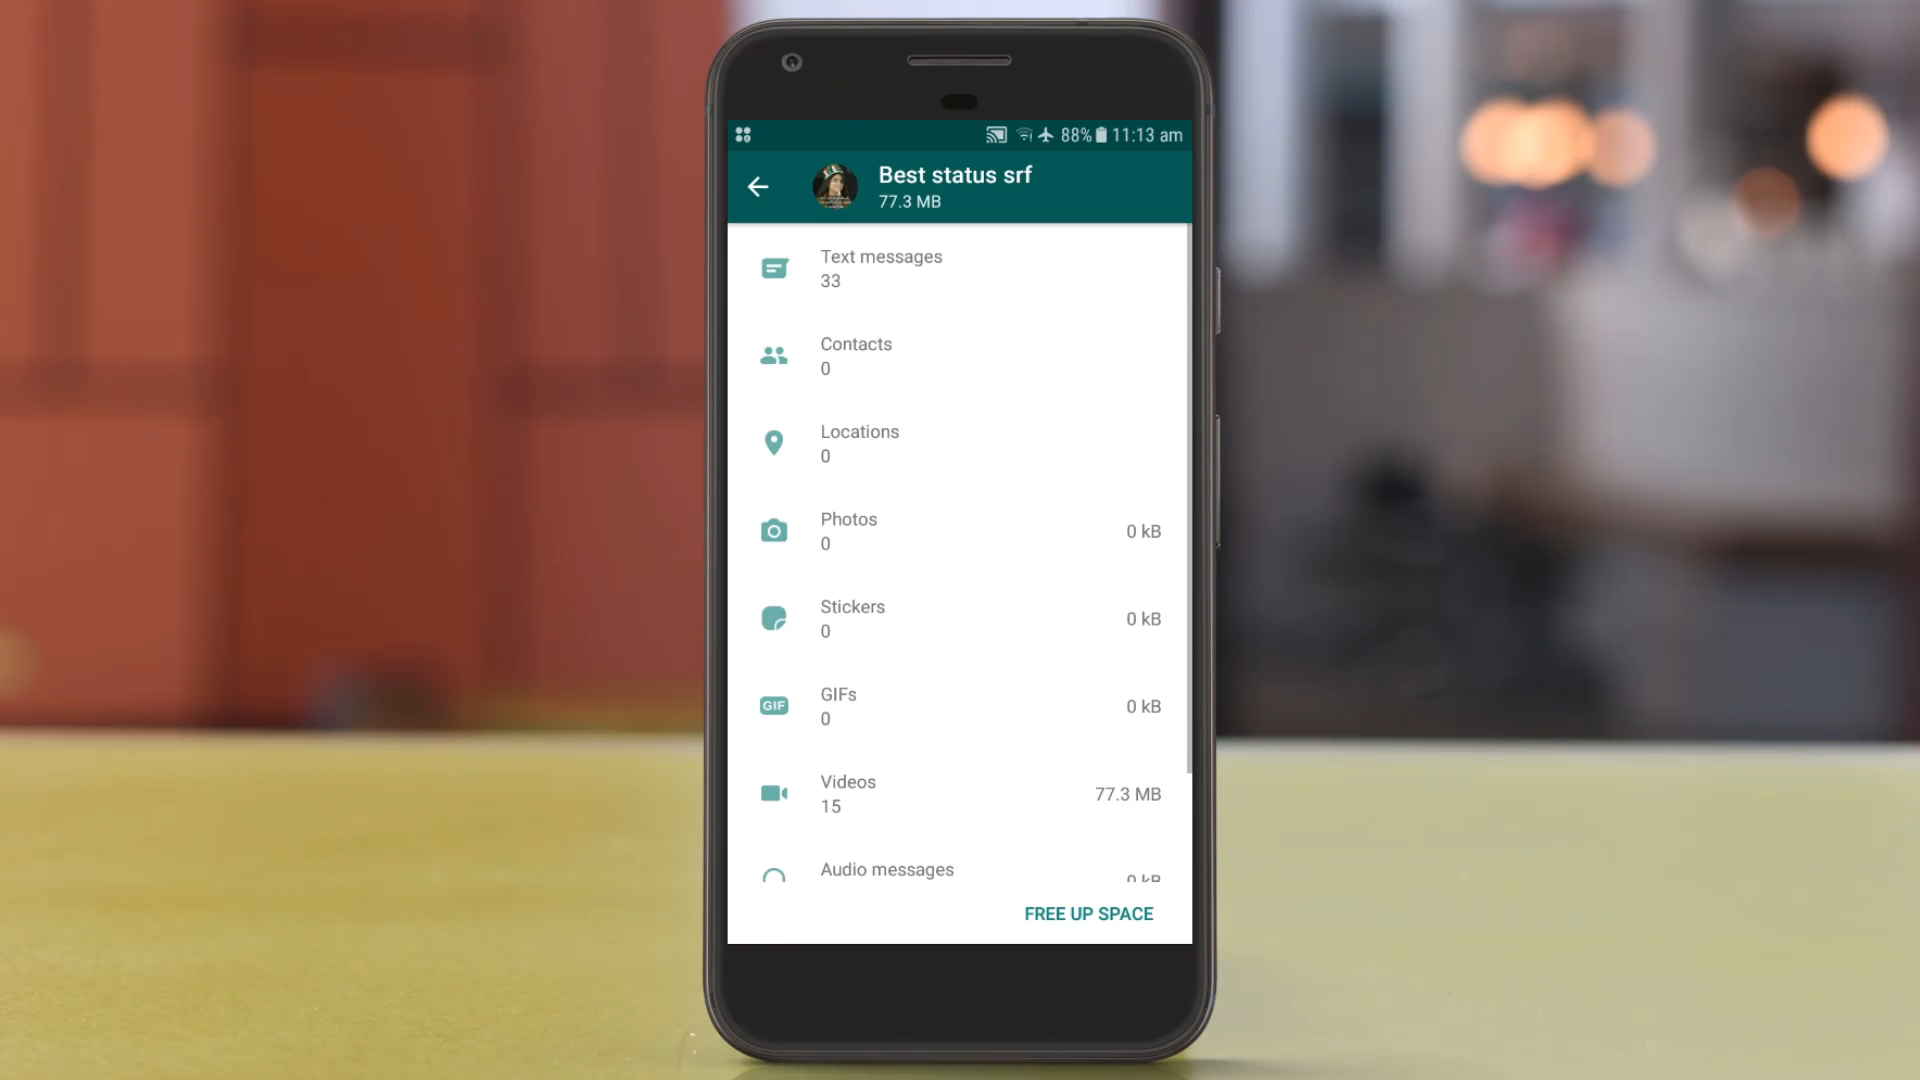 88% 11:13 am
Best status srf
77.3 MB
Text messages
33
Contacts
0
Locations
0
Photos
0
0 kB
Stickers
0
0 kB
GIF
GIFs
0
0 kB
Videos
15
77.3 MB
Audio messages
0 kB
FREE UP SPACE